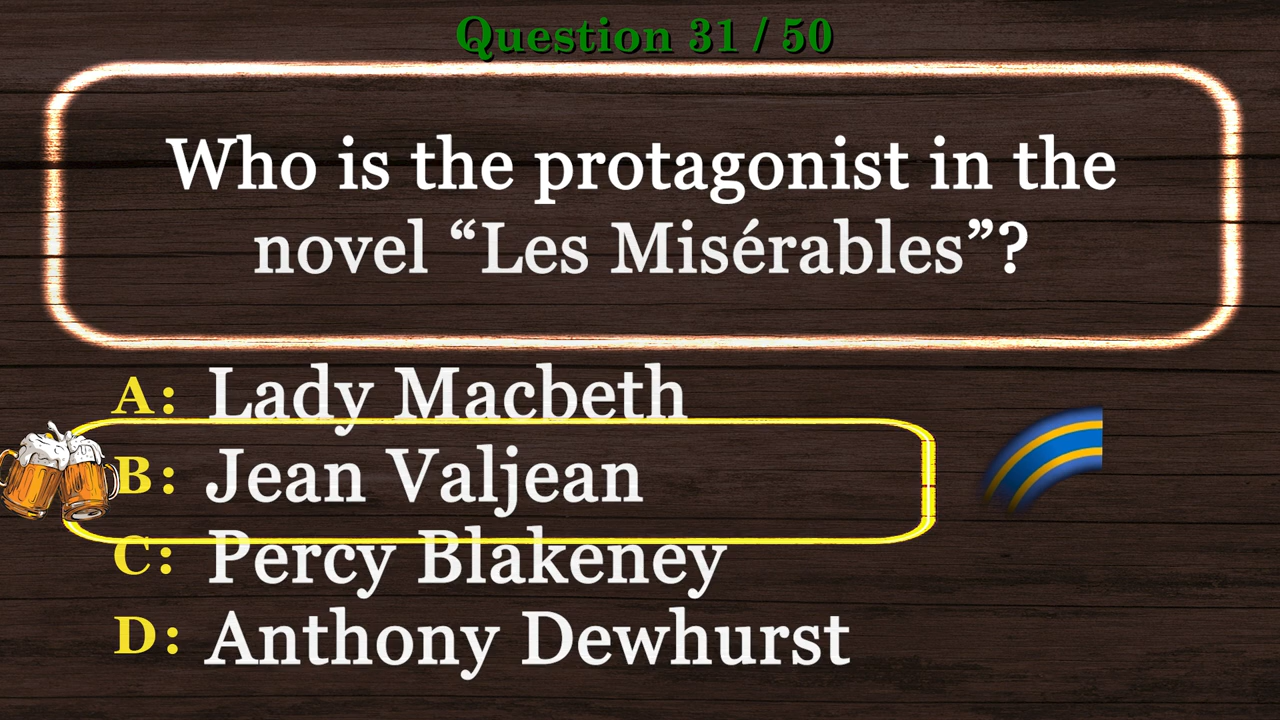 Question 31 / 50
Who is the protagonist in the
novel “Les Misérables”?
A: Lady Macbeth
B: Jean Valjean
C: Percy Blakeney
D: Anthony Dewhurst